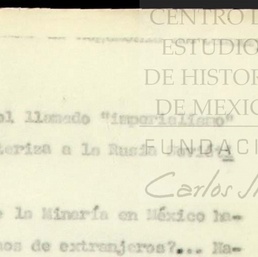 CENTRO D
ESTUDIO
DE HISTOR
DE MEXIC
FUNDACI
Carlos
el llamado "imperialismo"
teriza a la Rusia
la Minería en México ha-
nos de extranjeros?... Na-